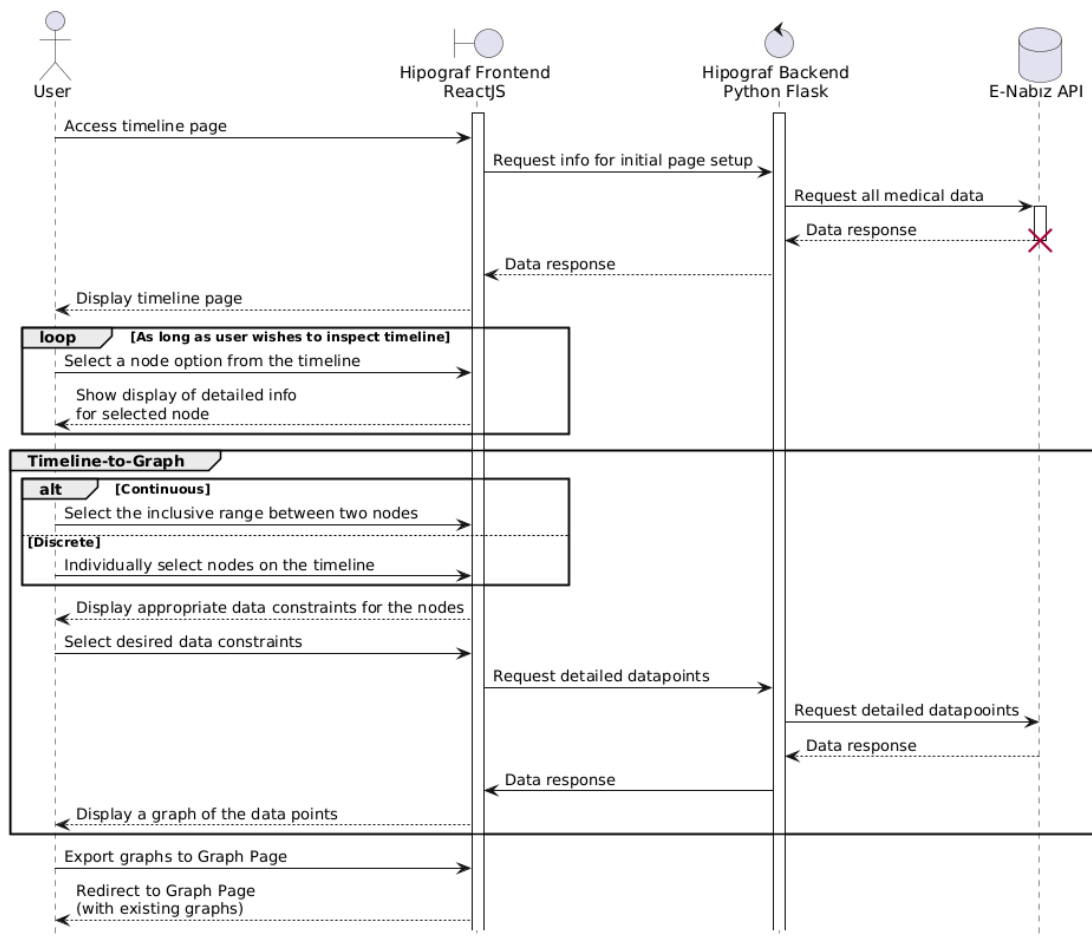 User
Hipograf Frontend
ReactJS
Hipograf Backend
Python Flask
E-Nabız API
Access timeline page
Request info for initial page setup
Request all medical data
Data response
Data response
Display timeline page
loop [As long as user wishes to inspect timeline]
Select a node option from the timeline
Show display of detailed info
for selected node
Timeline-to-Graph
alt [Continuous]
Select the inclusive range between two nodes
[Discrete]
Individually select nodes on the timeline
Display appropriate data constraints for the nodes
Select desired data constraints
Request detailed datapoints
Request detailed datapooints
Data response
Data response
Display a graph of the data points
Export graphs to Graph Page
Redirect to Graph Page
(with existing graphs)